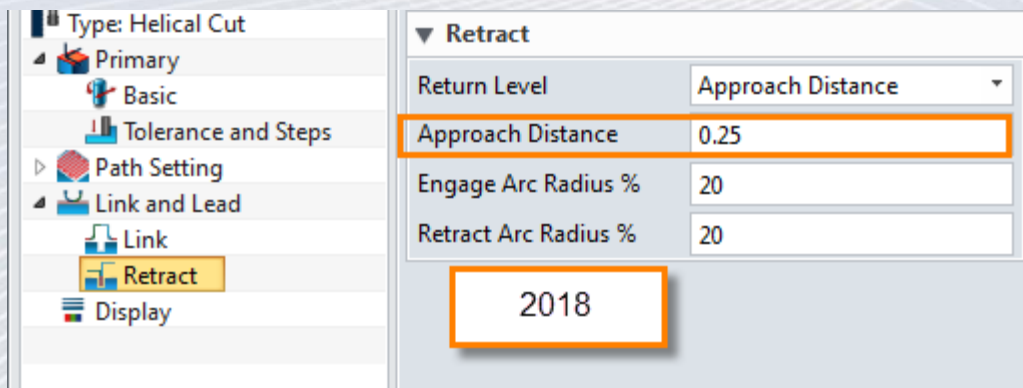 Type: Helical Cut
Primary
Basic
Tolerance and Steps
Path Setting
Link and Lead
Link
Retract
Display
Retract
Return Level Approach Distance
Approach Distance 0.25
Engage Arc Radius % 20
Retract Arc Radius % 20
2018